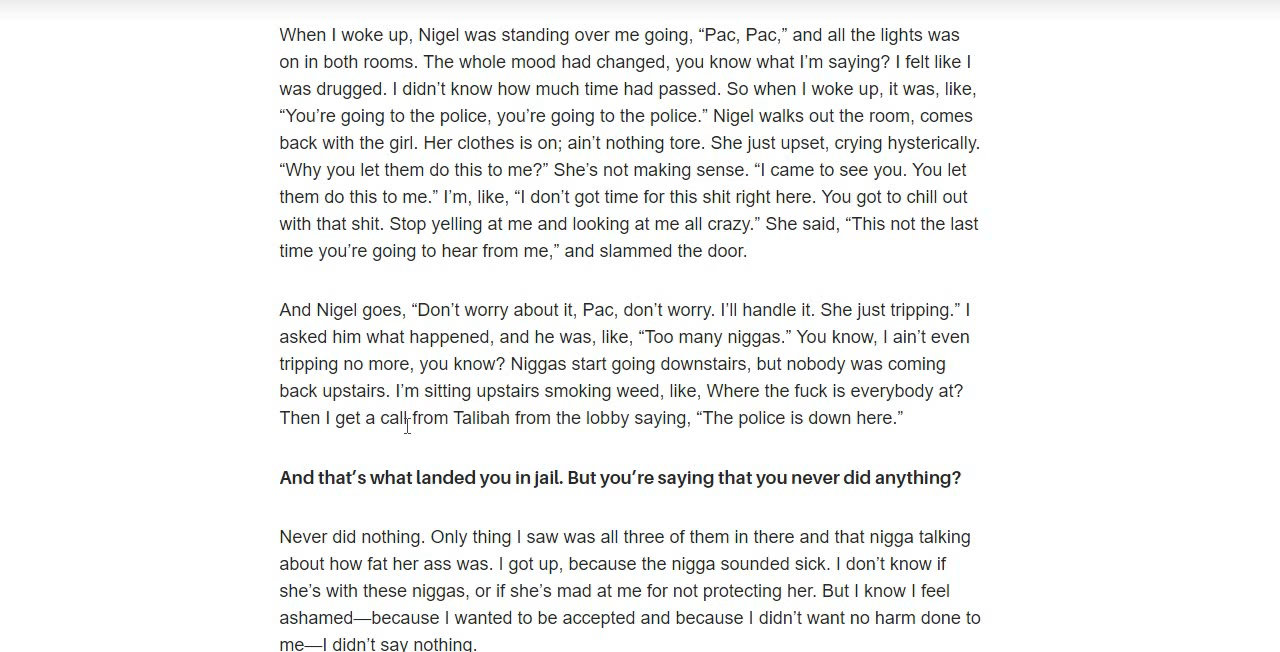 When I woke up, Nigel was standing over me going, “Pac, Pac,” and all the lights was
on in both rooms. The whole mood had changed, you know what I’m saying? I felt like I
was drugged. I didn’t know how much time had passed. So when I woke up, it was, like,
“You’re going to the police, you’re going to the police.” Nigel walks out the room, comes
back with the girl. Her clothes is on; ain’t nothing tore. She just upset, crying hysterically.
“Why you let them do this to me?” She’s not making sense. “I came to see you. You let
them do this to me.” I’m, like, “I don’t got time for this shit right here. You got to chill out
with that shit. Stop yelling at me and looking at me all crazy.” She said, “This not the last
time you’re going to hear from me,” and slammed the door.
And Nigel goes, “Don’t worry about it, Pac, don’t worry. I’ll handle it. She just tripping.” I
asked him what happened, and he was, like, “Too many niggas.” You know, I ain’t even
tripping no more, you know? Niggas start going downstairs, but nobody was coming
back upstairs. I’m sitting upstairs smoking weed, like, Where the fuck is everybody at?
Then I get a call from Talibah from the lobby saying, “The police is down here.”
And that’s what landed you in jail. But you’re saying that you never did anything?
Never did nothing. Only thing I saw was all three of them in there and that nigga talking
about how fat her ass was. I got up, because the nigga sounded sick. I don’t know if
she’s with these niggas, or if she’s mad at me for not protecting her. But I know I feel
ashamed—because I wanted to be accepted and because I didn’t want no harm done to
me—I didn’t say nothing.